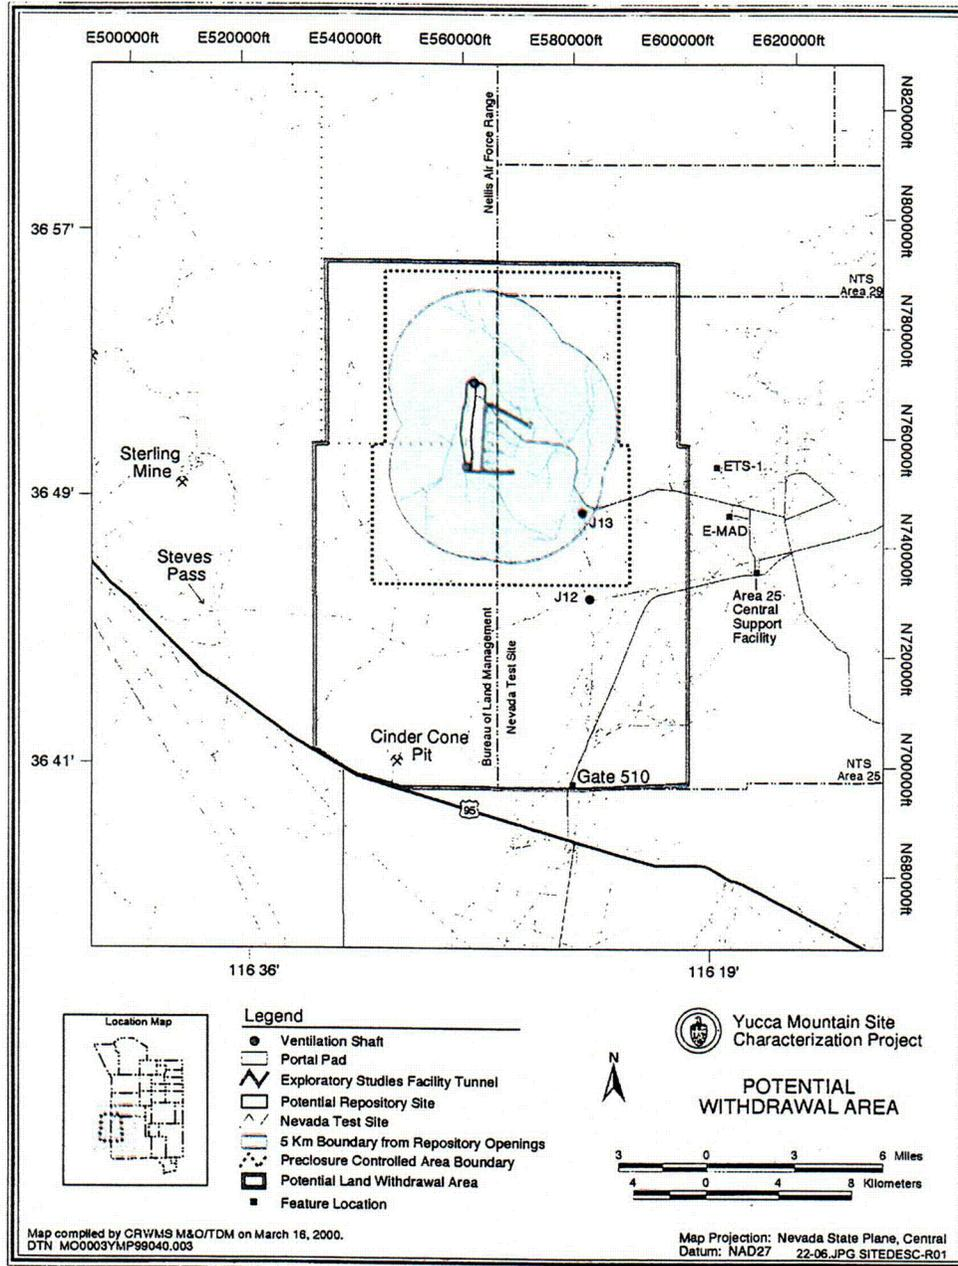 E500000ft E520000ft E540000ft E560000ft E580000ft E600000ft E620000ft
N820000ft
N800000ft
N780000ft
N760000ft
N740000ft
N720000ft
N700000ft
N680000ft
36 57'
36 49'
36 41'
116 36'
116 19'
Nellis Air Force Range
NTS
Area 29
Sterling
Mine
ETS-1
J13
E-MAD
Steves
Pass
J12
Area 25
Central
Support
Facility
Bureau of Land Management
Nevada Test Site
Cinder Cone
Pit
Gate 510
NTS
Area 25
95
Location Map
Legend
Ventilation Shaft
Portal Pad
Exploratory Studies Facility Tunnel
Potential Repository Site
Nevada Test Site
5 Km Boundary from Repository Openings
Preclosure Controlled Area Boundary
Potential Land Withdrawal Area
Feature Location
N
Yucca Mountain Site
Characterization Project
POTENTIAL
WITHDRAWAL AREA
3 0 3 6 Miles
4 0 4 8 Kilometers
Map compiled by CRWMS M&O/TDM on March 16, 2000.
DTN MO0003YMP99040.003
Map Projection: Nevada State Plane, Central
Datum: NAD27 22-06.JPG SITEDESC-R01